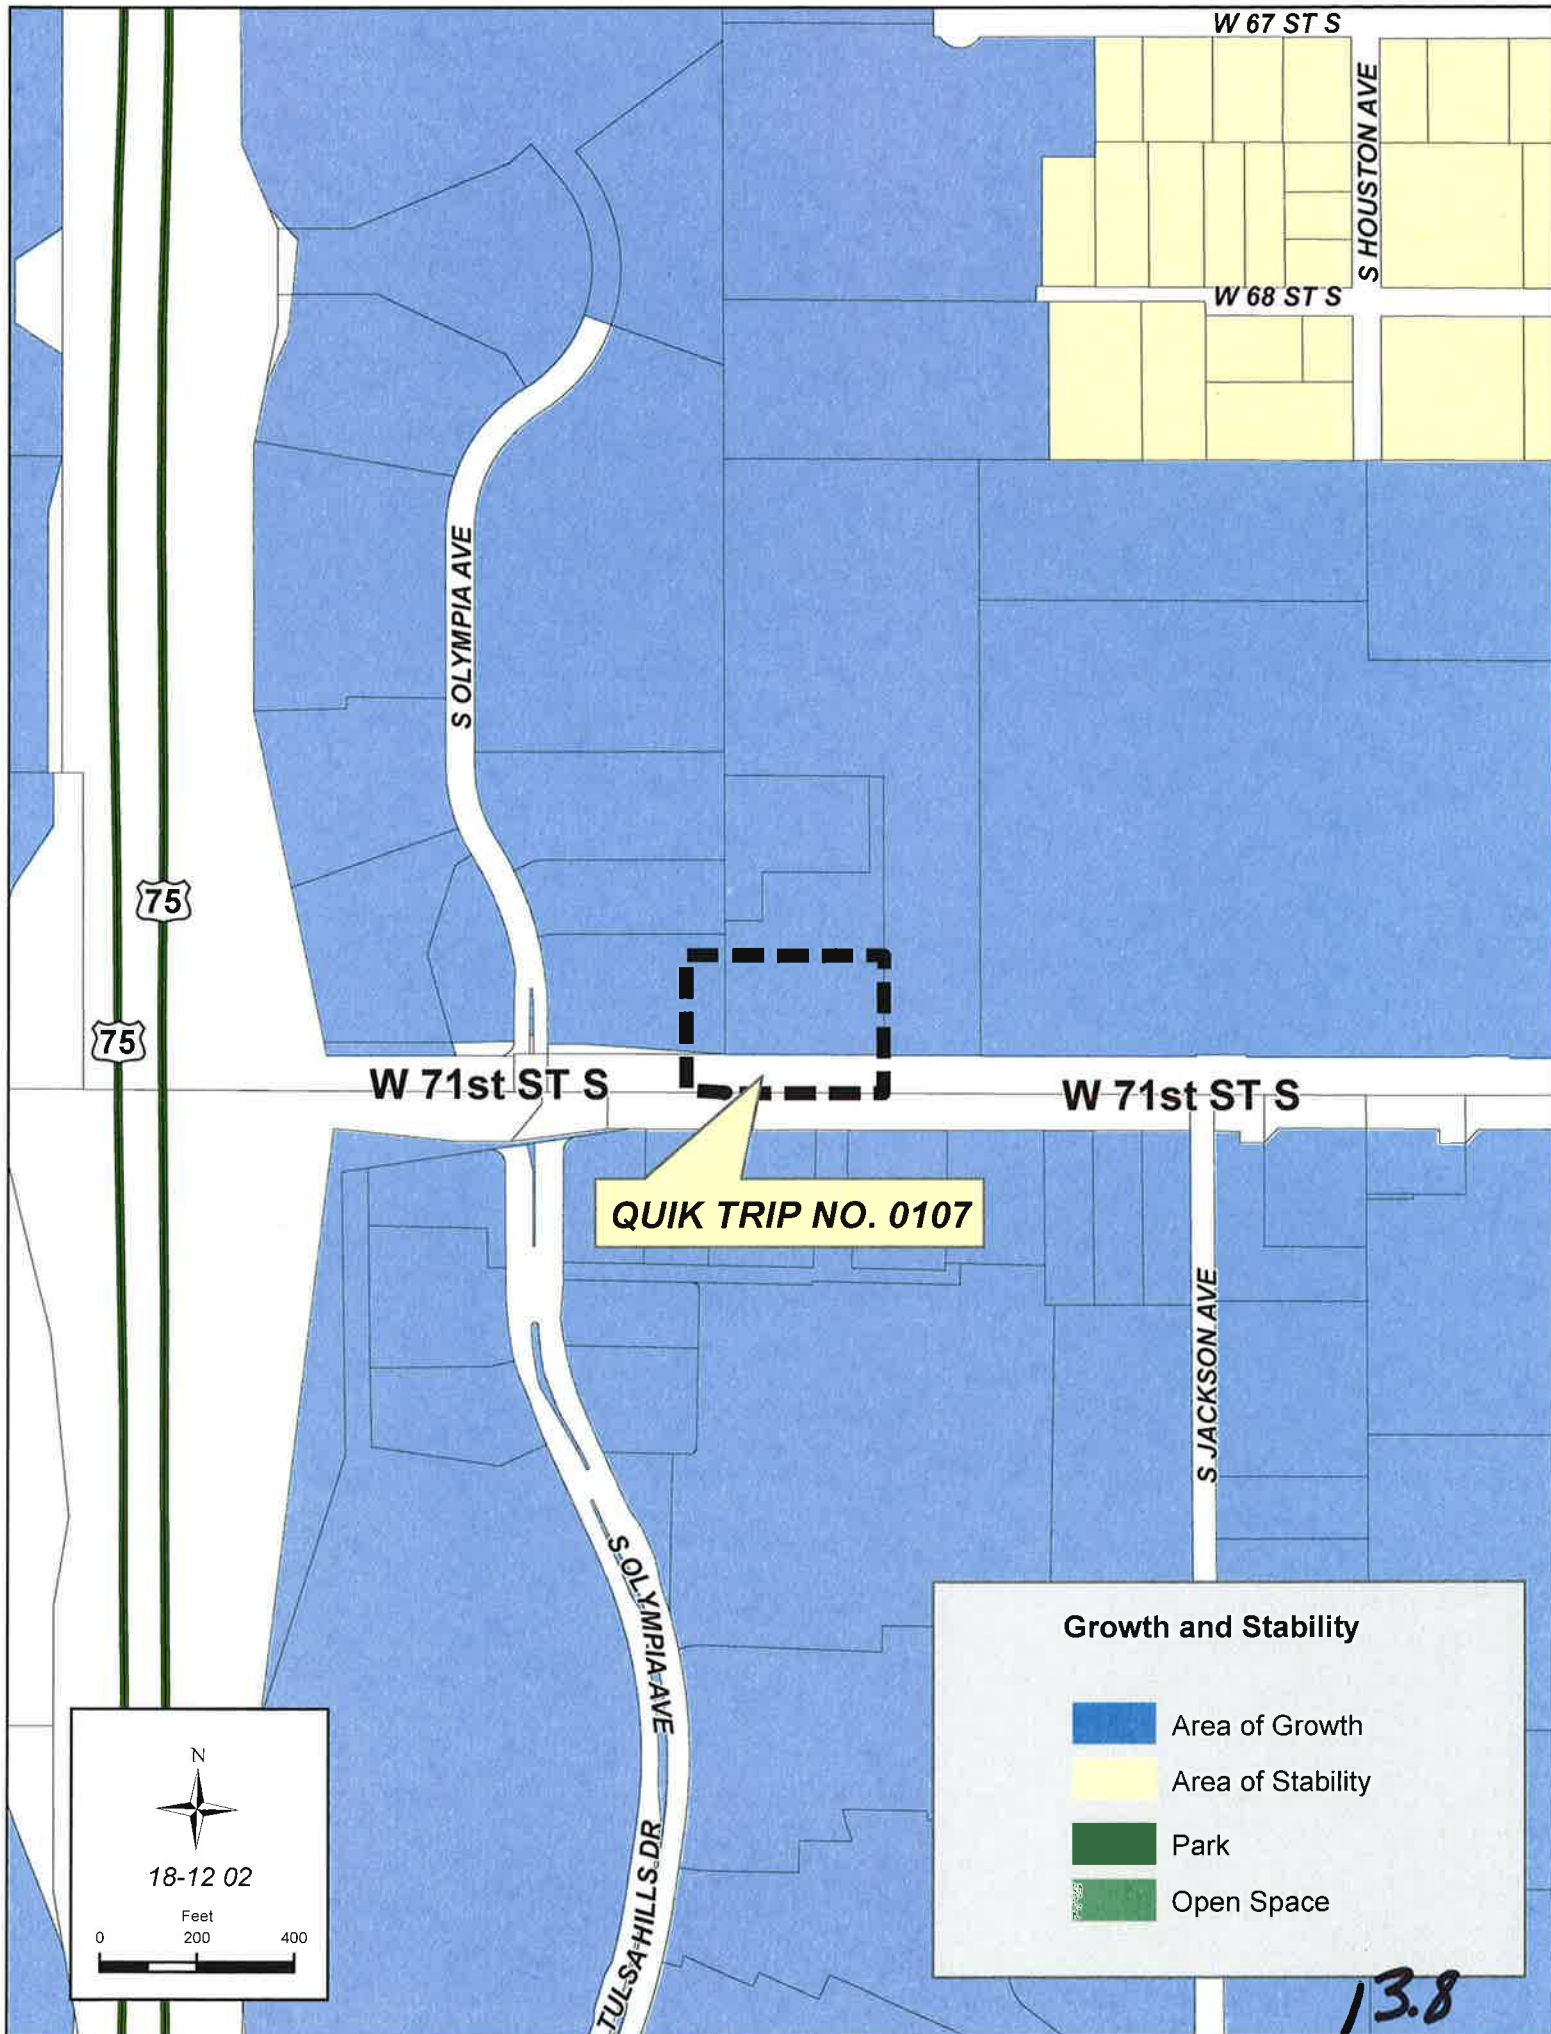 W 67 ST S
S HOUSTON AVE
W 68 ST S
S OLYMPIA AVE
75
75
W 71st ST S
W 71st ST S
QUIK TRIP NO. 0107
S JACKSON AVE
S OLYMPIA AVE
TULSA HILLS DR
Growth and Stability
Area of Growth
Area of Stability
Park
Open Space
N
18-12 02
Feet
0 200 400
13.8